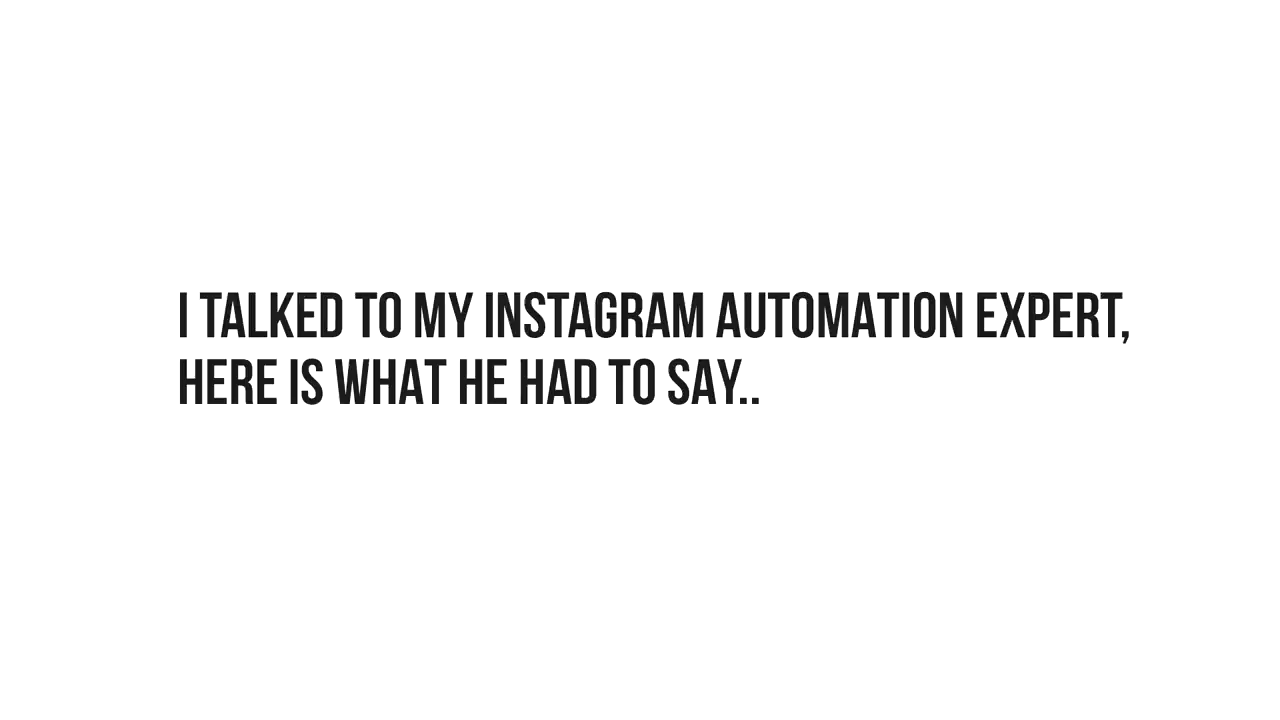 I TALKED TO MY INSTAGRAM AUTOMATION EXPERT,
HERE IS WHAT HE HAD TO SAY..